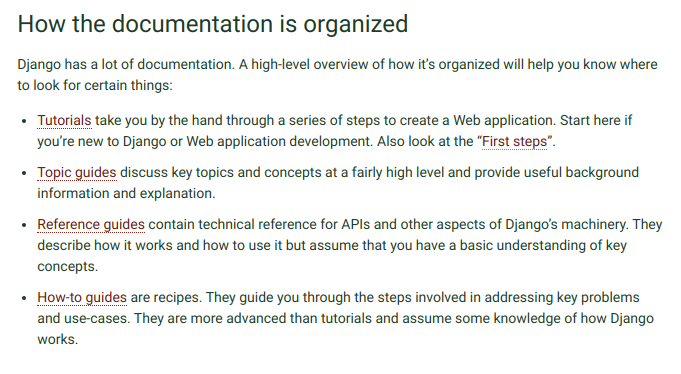 How the documentation is organized
Django has a lot of documentation. A high-level overview of how it’s organized will help you know where
to look for certain things:
• Tutorials take you by the hand through a series of steps to create a Web application. Start here if
you’re new to Django or Web application development. Also look at the “First steps”.
• Topic guides discuss key topics and concepts at a fairly high level and provide useful background
information and explanation.
• Reference guides contain technical reference for APIs and other aspects of Django’s machinery. They
describe how it works and how to use it but assume that you have a basic understanding of key
concepts.
• How-to guides are recipes. They guide you through the steps involved in addressing key problems
and use-cases. They are more advanced than tutorials and assume some knowledge of how Django
works.